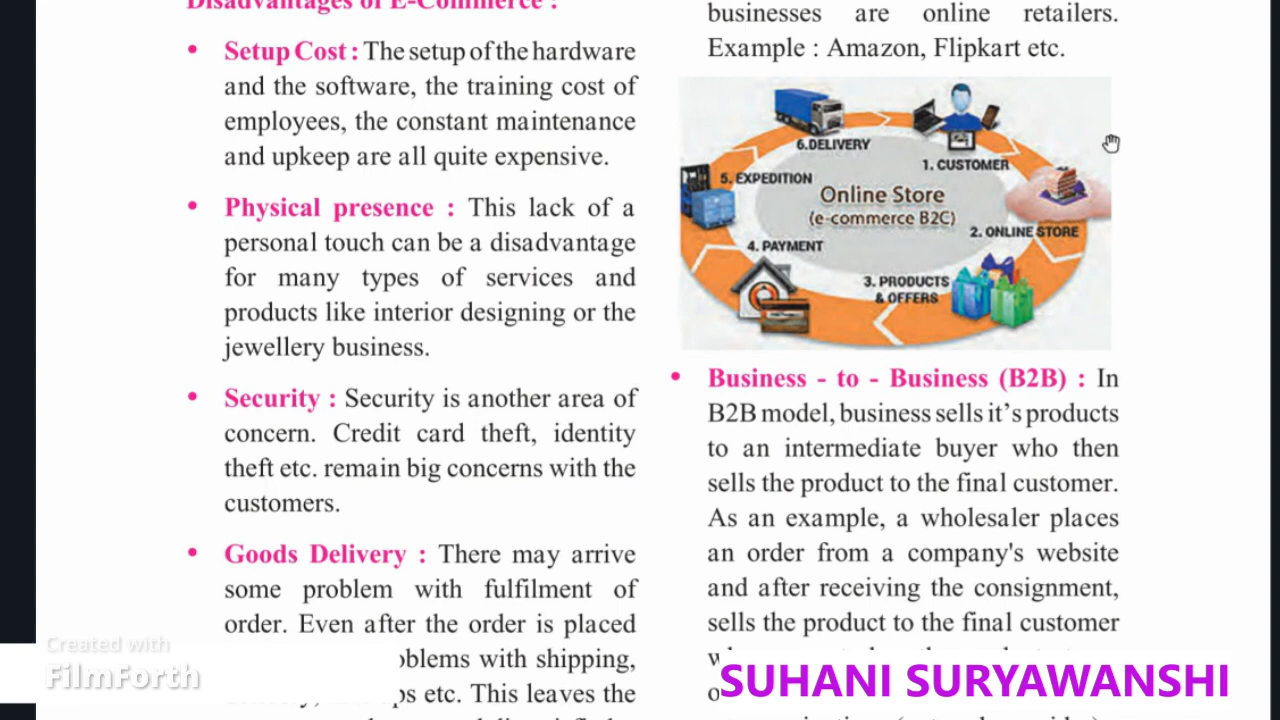 Disadvantages of E-Commerce :
• Setup Cost : The setup of the hardware
and the software, the training cost of
employees, the constant maintenance
and upkeep are all quite expensive.
• Physical presence : This lack of a
personal touch can be a disadvantage
for many types of services and
products like interior designing or the
jewellery business.
• Security : Security is another area of
concern. Credit card theft, identity
theft etc. remain big concerns with the
customers.
• Goods Delivery : There may arrive
some problem with fulfilment of
order. Even after the order is placed
with shipping,
etc. This leaves the
businesses are online retailers.
Example : Amazon, Flipkart etc.
6.DELIVERY
1. CUSTOMER
5. EXPEDITION
Online Store
(e-commerce B2C)
2. ONLINE STORE
4. PAYMENT
3. PRODUCTS
& OFFERS
• Business - to - Business (B2B) : In
B2B model, business sells it's products
to an intermediate buyer who then
sells the product to the final customer.
As an example, a wholesaler places
an order from a company's website
and after receiving the consignment,
sells the product to the final customer
Created with
FilmForth
SUHANI SURYAWANSHI